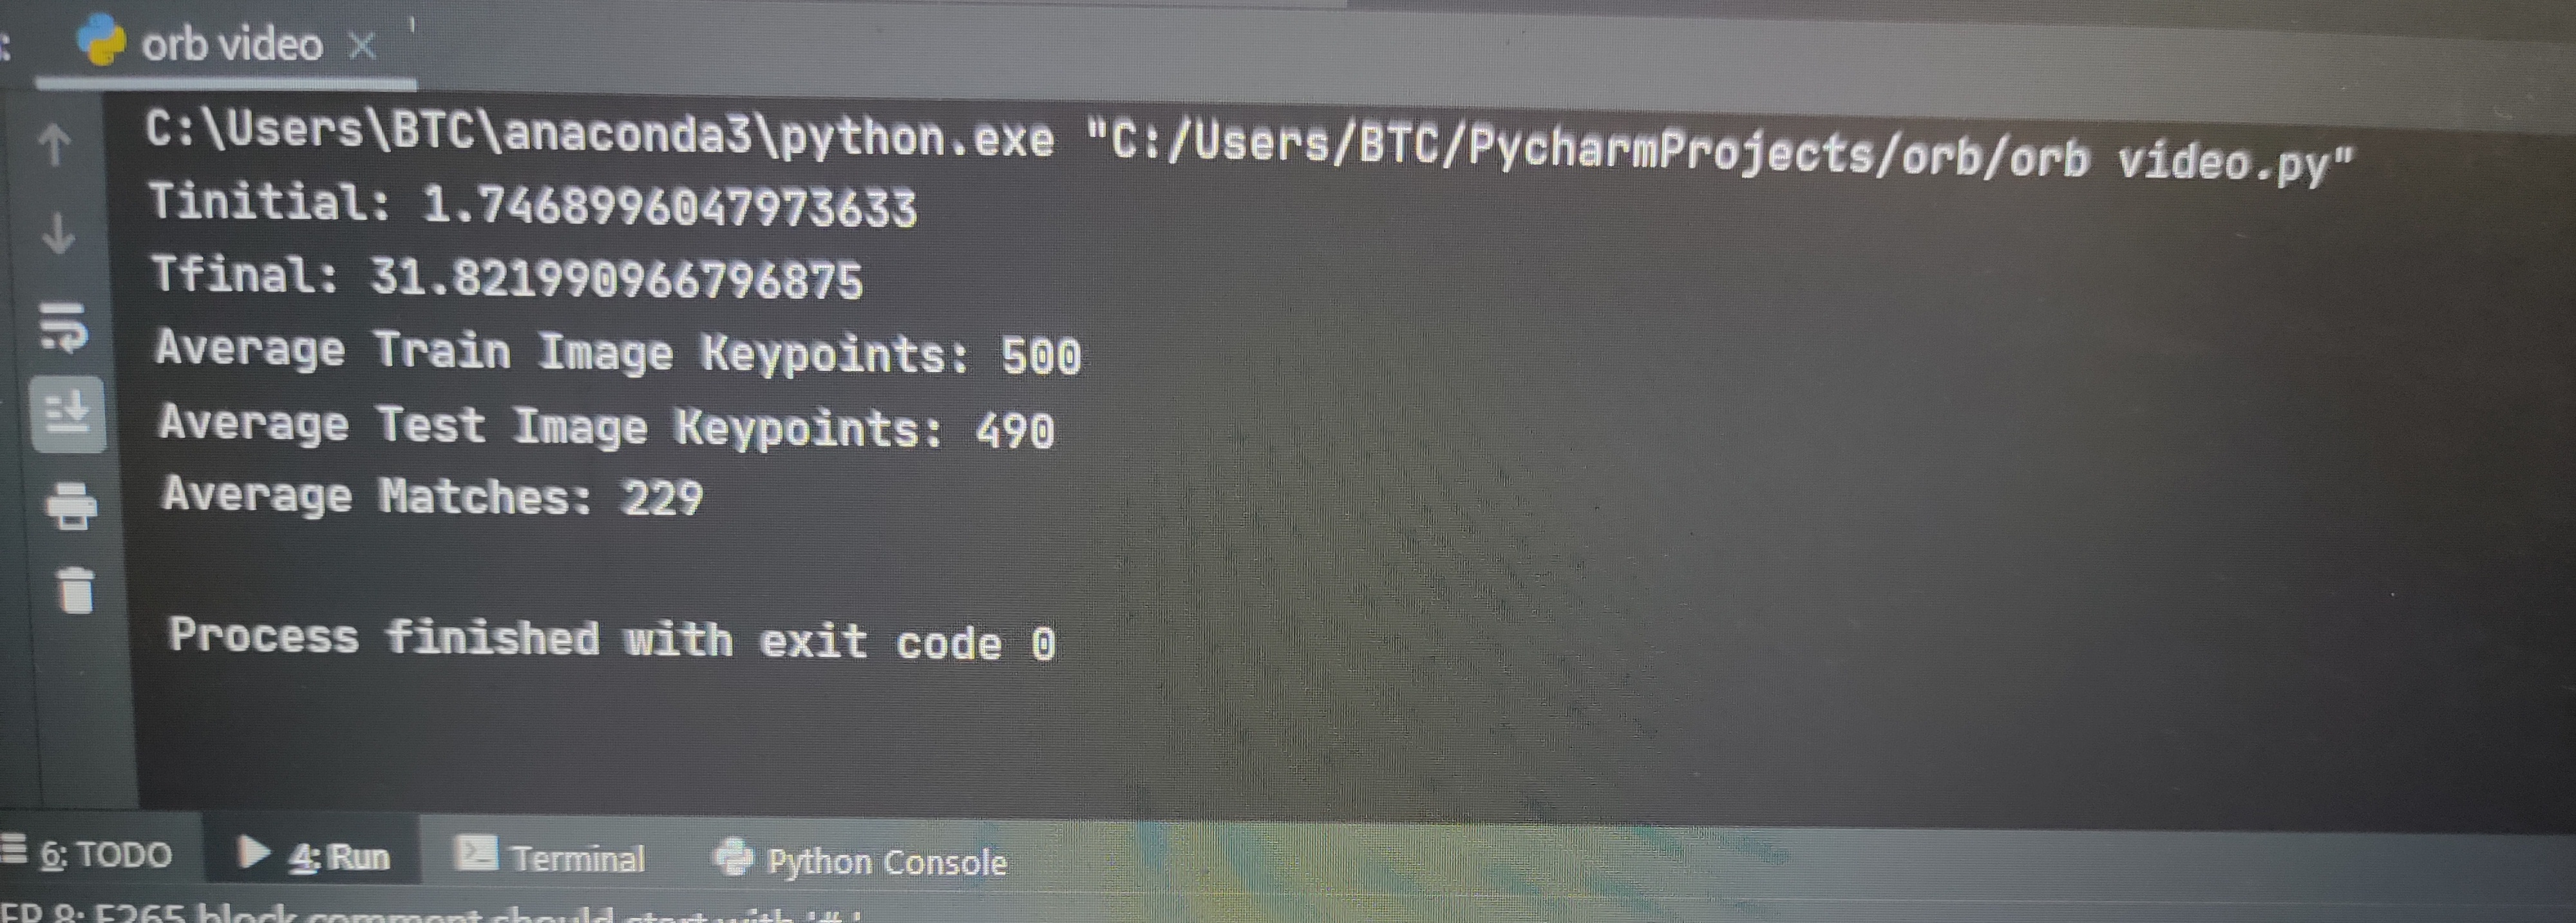 orb video
C:\Users\BTC\anaconda3\python.exe "C:/Users/BTC/PycharmProjects/orb/orb video.py"
Tinitial: 1.7468996047973633
Tfinal: 31.821990966796875
Average Train Image Keypoints: 500
Average Test Image Keypoints: 490
Average Matches: 229
Process finished with exit code 0
6: TODO
4: Run
Terminal
Python Console
EP 8: E265 block comment should start with '# '